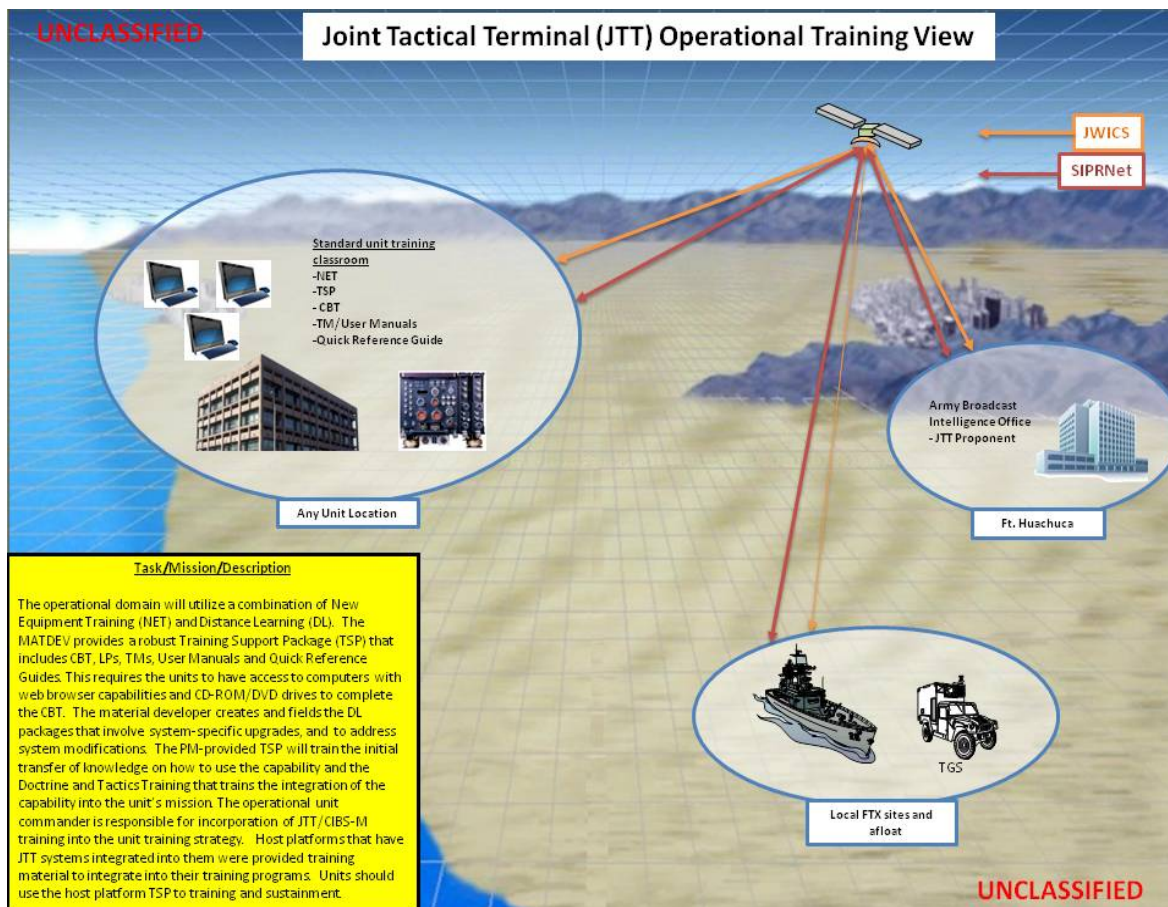 UNCLASSIFIED
Joint Tactical Terminal (JTT) Operational Training View
JWICS
SIPRNet
Standard unit training
classroom
-NET
-TSP
- CBT
-TM/User Manuals
-Quick Reference Guide
Any Unit Location
Army Broadcast
Intelligence Office
- JTT Proponent
Ft. Huachuca
TGS
Local FTX sites and
afloat
Task/Mission/Description
The operational domain will utilize a combination of New
Equipment Training (NET) and Distance Learning (DL). The
MATDEV provides a robust Training Support Package (TSP) that
includes CBT, LPs, TMs, User Manuals and Quick Reference
Guides. This requires the units to have access to computers with
web browser capabilities and CD-ROM/DVD drives to complete
the CBT. The material developer creates and fields the DL
packages that involve system-specific upgrades, and to address
system modifications. The PM-provided TSP will train the initial
transfer of knowledge on how to use the capability and the
Doctrine and Tactics Training that trains the integration of the
capability into the unit's mission. The operational unit
commander is responsible for incorporation of JTT/CIBS-M
training into the unit training strategy. Host platforms that have
JTT systems integrated into them were provided training
material to integrate into their training programs. Units should
use the host platform TSP to training and sustainment.
UNCLASSIFIED